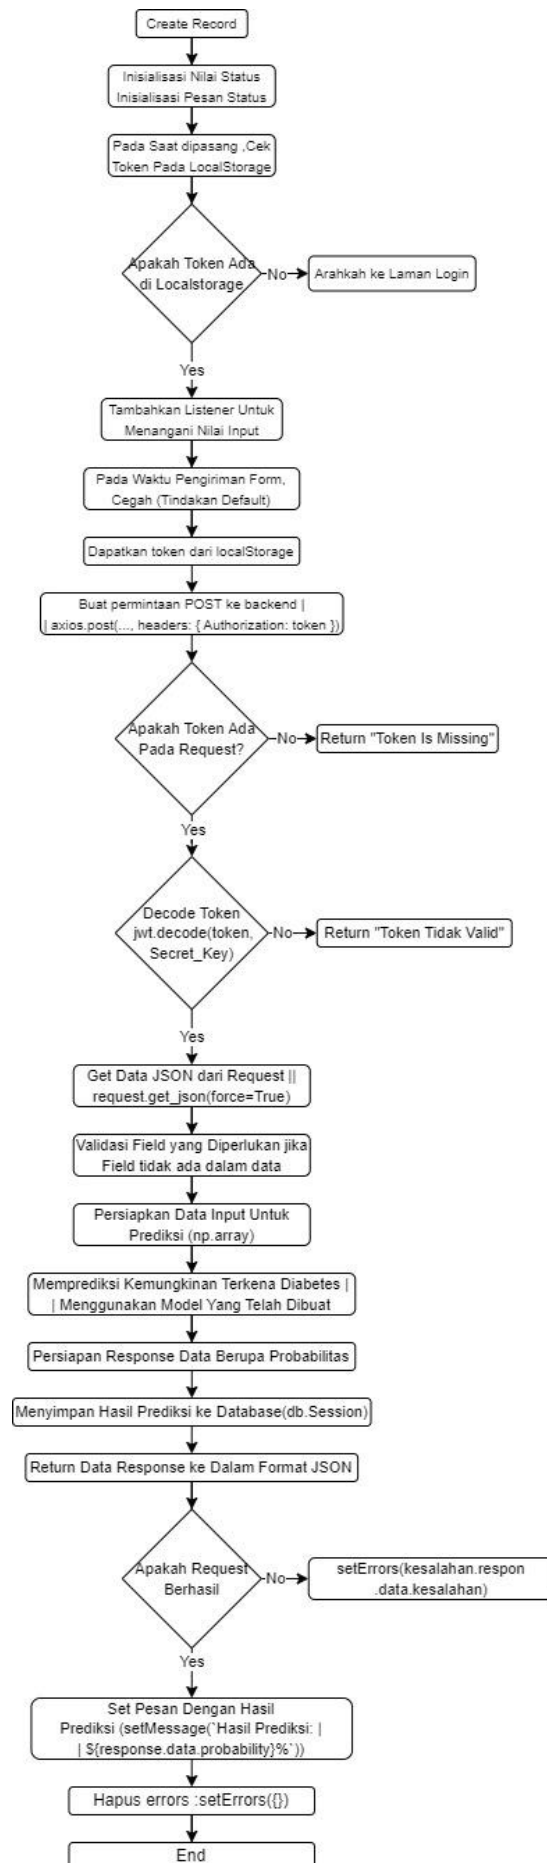 Create Record
Inisialisasi Nilai Status
Inisialisasi Pesan Status
Pada Saat dipasang ,Cek
Token Pada LocalStorage
Apakah Token Ada
di Localstorage
No
Arahkah ke Laman Login
Yes
Tambahkan Listener Untuk
Menangani Nilai Input
Pada Waktu Pengiriman Form,
Cegah (Tindakan Default)
Dapatkan token dari localStorage
Buat permintaan POST ke backend |
| axios.post(..., headers: { Authorization: token })
Apakah Token Ada
Pada Request?
No
Return "Token Is Missing"
Yes
Decode Token
jwt.decode(token,
Secret_Key)
No
Return "Token Tidak Valid"
Yes
Get Data JSON dari Request ||
request.get_json(force=True)
Validasi Field yang Diperlukan jika
Field tidak ada dalam data
Persiapkan Data Input Untuk
Prediksi (np.array)
Memprediksi Kemungkinan Terkena Diabetes |
| Menggunakan Model Yang Telah Dibuat
Persiapan Response Data Berupa Probabilitas
Menyimpan Hasil Prediksi ke Database(db.Session)
Return Data Response ke Dalam Format JSON
Apakah Request
Berhasil
No
setErrors(kesalahan.respon
.data.kesalahan)
Yes
Set Pesan Dengan Hasil
Prediksi (setMessage(`Hasil Prediksi: |
| ${response.data.probability}%`))
Hapus errors :setErrors({})
End